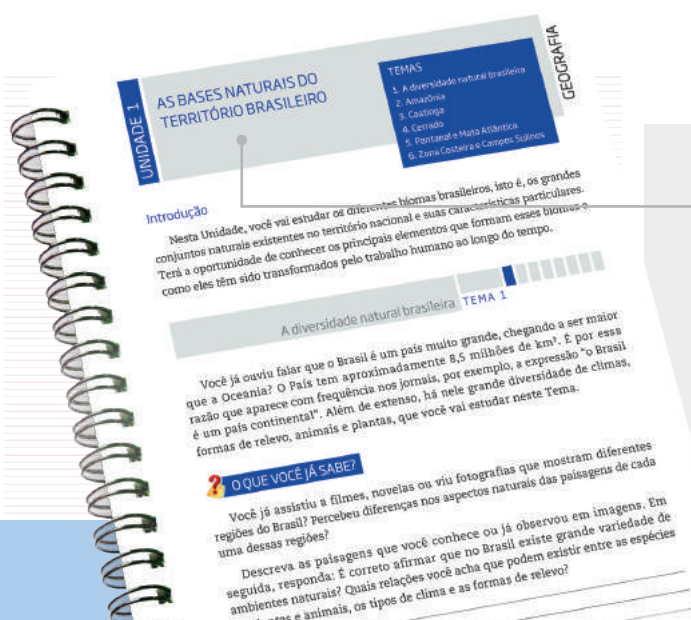 UNIDADE 1
AS BASES NATURAIS DO
TERRITÓRIO BRASILEIRO
TEMAS
1. A diversidade natural brasileira
2. Amazônia
3. Caatinga
4. Cerrado
5. Pantanal e Mata Atlântica
6. Zona Costeira e Campos Sulinos
GEOGRAFIA
Introdução
Nesta Unidade, você vai estudar os diferentes biomas brasileiros, isto é, os grandes
conjuntos naturais existentes no território nacional e suas características particulares.
Terá a oportunidade de conhecer os principais elementos que formam esses biomas e
como eles têm sido transformados pelo trabalho humano ao longo do tempo.
A diversidade natural brasileira TEMA 1
Você já ouviu falar que o Brasil é um país muito grande, chegando a ser maior
que a Oceania? O País tem aproximadamente 8,5 milhões de km². É por essa
razão que aparece com frequência nos jornais, por exemplo, a expressão "o Brasil
é um país continental". Além de extenso, há nele grande diversidade de climas,
formas de relevo, animais e plantas, que você vai estudar neste Tema.
O QUE VOCÊ JÁ SABE?
Você já assistiu a filmes, novelas ou viu fotografias que mostram diferentes
regiões do Brasil? Percebeu diferenças nos aspectos naturais das paisagens de cada
uma dessas regiões?
Descreva as paisagens que você conhece ou já observou em imagens. Em
seguida, responda: É correto afirmar que no Brasil existe grande variedade de
ambientes naturais? Quais relações você acha que podem existir entre as espécies
e animais, os tipos de clima e as formas de relevo?